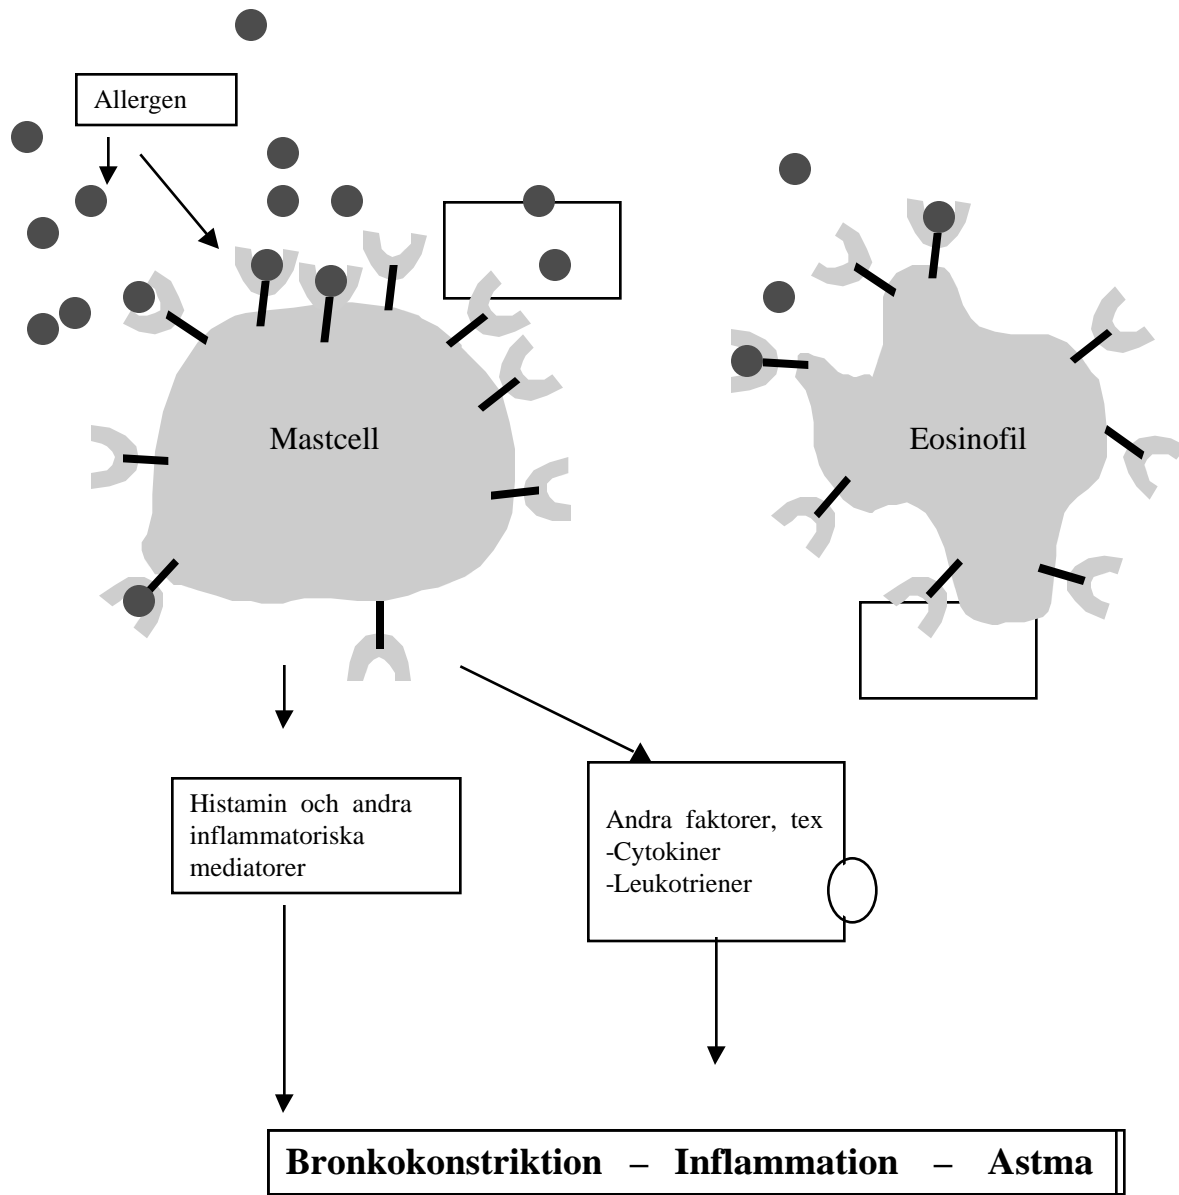 Allergen
Mastcell
Eosinofil
Histamin och andra
inflammatoriska
mediatorer
Andra faktorer, tex
-Cytokiner
-Leukotriener
Bronkokonstriktion – Inflammation – Astma